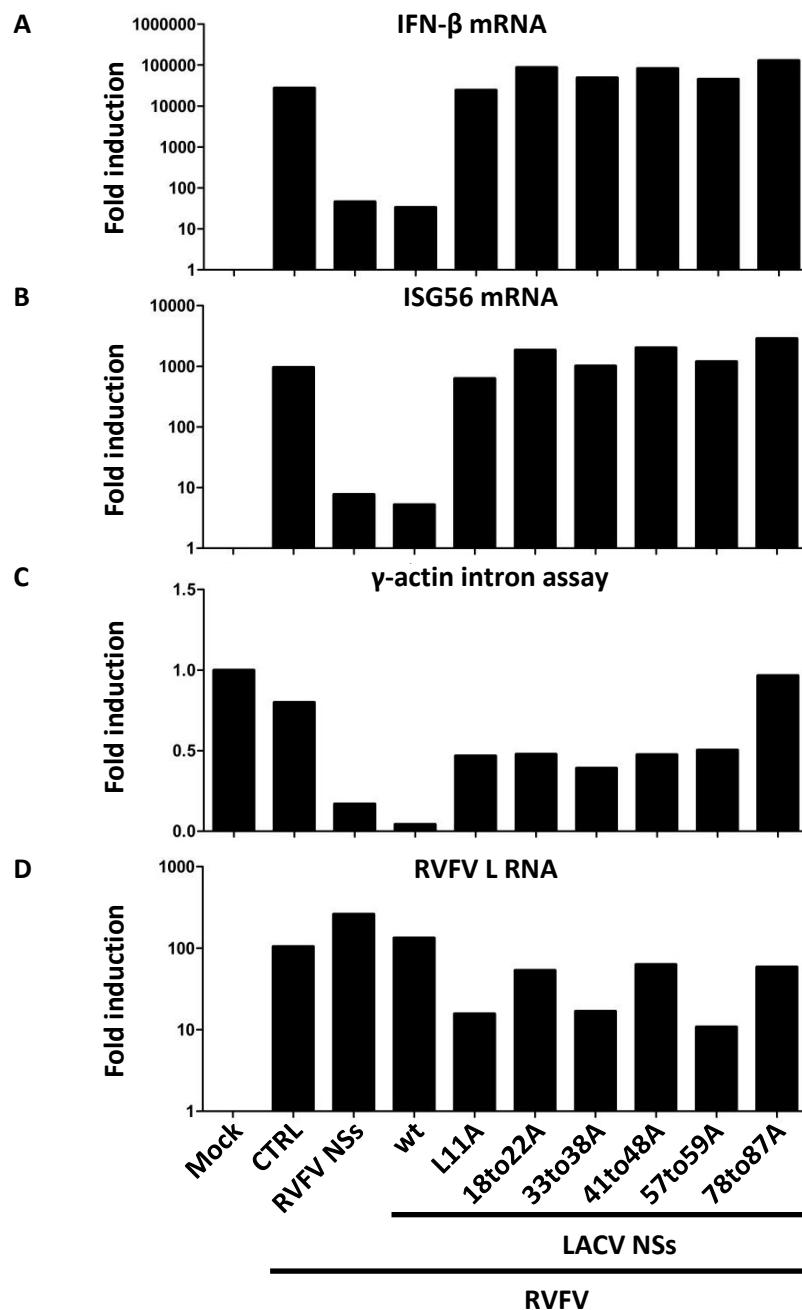 A
IFN-β mRNA
Fold induction
1000000
100000
10000
1000
100
10
1
B
ISG56 mRNA
Fold induction
10000
1000
100
10
1
C
γ-actin intron assay
Fold induction
1.5
1.0
0.5
0.0
D
RVFV L RNA
Fold induction
1000
100
10
1
Mock
CTRL
RVFV NSs
wt
L11A
18to22A
33to38A
41to48A
57to59A
78to87A
LACV NSs
RVFV